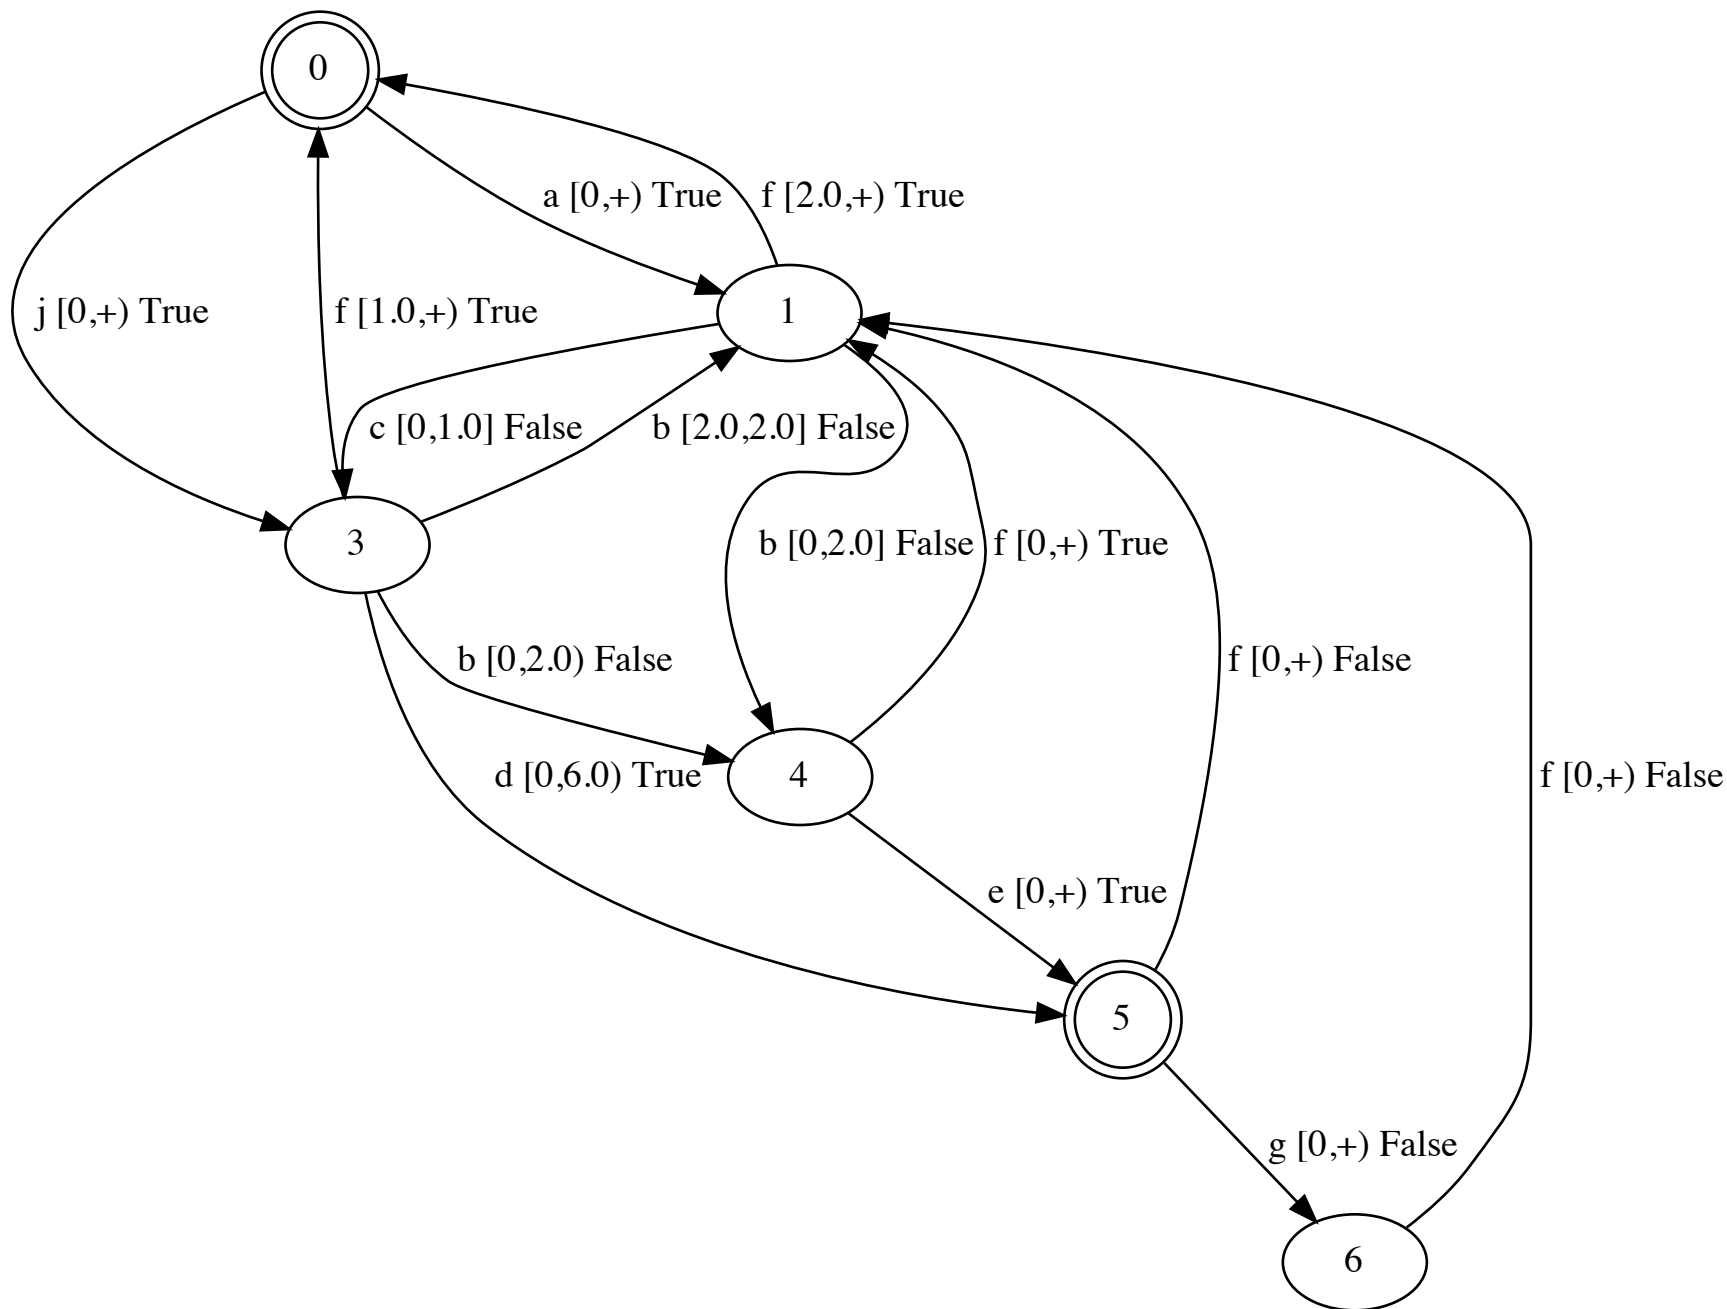 0
a [0,+) True
f [2.0,+) True
j [0,+) True
f [1.0,+) True
1
c [0,1.0] False
b [2.0,2.0] False
3
b [0,2.0] False
f [0,+) True
b [0,2.0) False
f [0,+) False
d [0,6.0) True
4
f [0,+) False
e [0,+) True
5
g [0,+) False
6